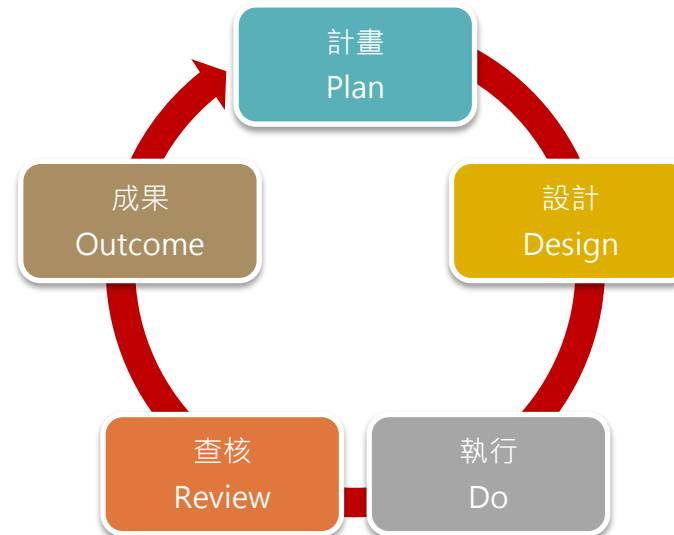 計畫
Plan
設計
Design
執行
Do
查核
Review
成果
Outcome